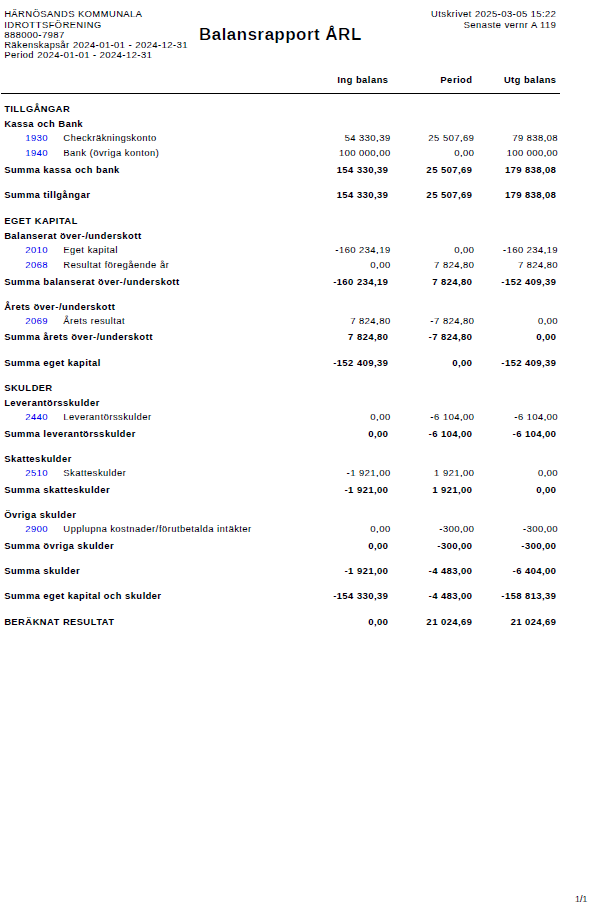 HÄRNÖSANDS KOMMUNALA
IDROTTSFÖRENING
888000-7987
Räkenskapsår 2024-01-01 - 2024-12-31
Period 2024-01-01 - 2024-12-31
Balansrapport ÅRL
Utskrivet 2025-03-05 15:22
Senaste vernr A 119
Ing balans Period Utg balans
TILLGÅNGAR
Kassa och Bank
1930 Checkräkningskonto 54 330,39 25 507,69 79 838,08
1940 Bank (övriga konton) 100 000,00 0,00 100 000,00
Summa kassa och bank 154 330,39 25 507,69 179 838,08
Summa tillgångar 154 330,39 25 507,69 179 838,08
EGET KAPITAL
Balanserat över-/underskott
2010 Eget kapital -160 234,19 0,00 -160 234,19
2068 Resultat föregående år 0,00 7 824,80 7 824,80
Summa balanserat över-/underskott -160 234,19 7 824,80 -152 409,39
Årets över-/underskott
2069 Årets resultat 7 824,80 -7 824,80 0,00
Summa årets över-/underskott 7 824,80 -7 824,80 0,00
Summa eget kapital -152 409,39 0,00 -152 409,39
SKULDER
Leverantörsskulder
2440 Leverantörsskulder 0,00 -6 104,00 -6 104,00
Summa leverantörsskulder 0,00 -6 104,00 -6 104,00
Skatteskulder
2510 Skatteskulder -1 921,00 1 921,00 0,00
Summa skatteskulder -1 921,00 1 921,00 0,00
Övriga skulder
2900 Upplupna kostnader/förutbetalda intäkter 0,00 -300,00 -300,00
Summa övriga skulder 0,00 -300,00 -300,00
Summa skulder -1 921,00 -4 483,00 -6 404,00
Summa eget kapital och skulder -154 330,39 -4 483,00 -158 813,39
BERÄKNAT RESULTAT 0,00 21 024,69 21 024,69
1/1